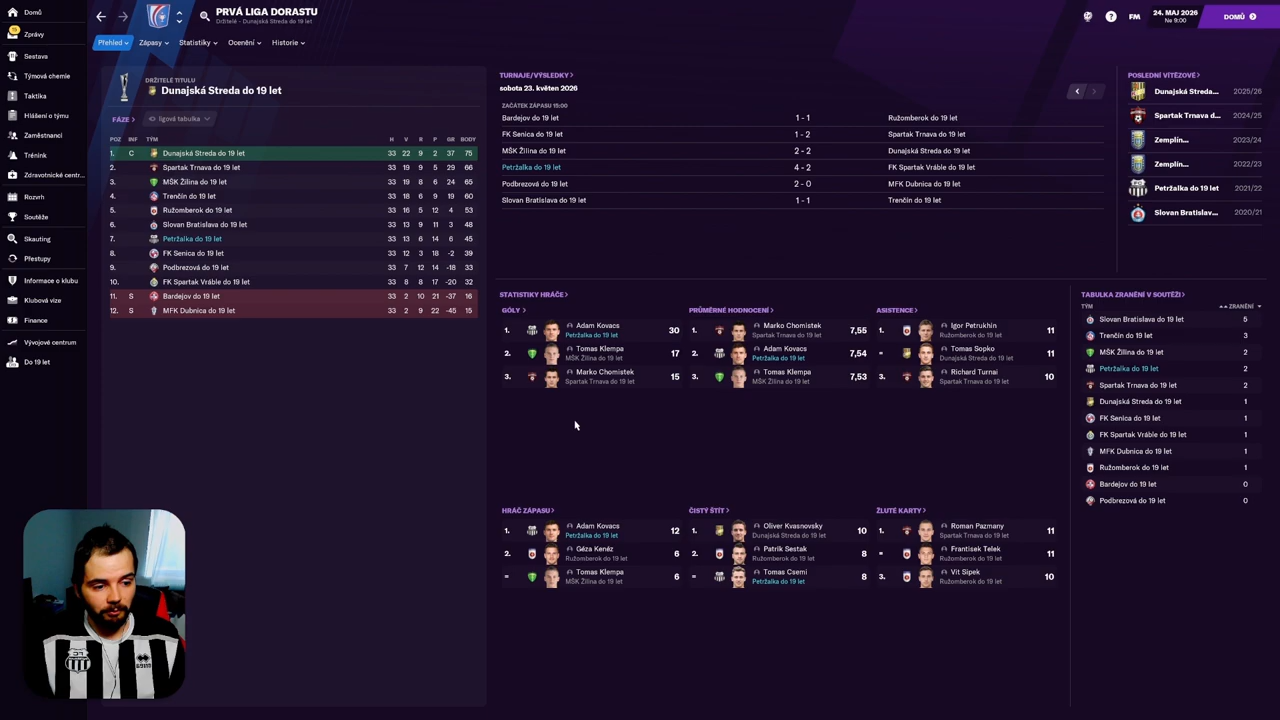 Domů
Zprávy
Sestava
Týmová chemie
Taktika
Hlášení o týmu
Zaměstnanci
Trénink
Zdravotnické centr...
Rozvrh
Soutěže
Skauting
Přestupy
Informace o klubu
Klubová vize
Finance
Vývojové centrum
Do 19 let
PRVÁ LIGA DORASTU
Držitelé - Dunajská Streda do 19 let
FM
24. MAJ 2026
Ne 9:00
DOMŮ
Přehled
Zápasy
Statistiky
Ocenění
Historie
DRŽITELÉ TITULU
Dunajská Streda do 19 let
FÁZE
ligová tabulka
POZ INF TÝM H V R P GR BODY
1. C Dunajská Streda do 19 let 33 22 9 2 37 75
2. Spartak Trnava do 19 let 33 19 9 5 29 66
3. MŠK Žilina do 19 let 33 19 8 6 24 65
4. Trenčín do 19 let 33 18 6 9 19 60
5. Ružomberok do 19 let 33 16 5 12 4 53
6. Slovan Bratislava do 19 let 33 13 9 11 3 48
7. Petržalka do 19 let 33 13 6 14 6 45
8. FK Senica do 19 let 33 12 3 18 -2 39
9. Podbrezová do 19 let 33 7 12 14 -18 33
10. FK Spartak Vráble do 19 let 33 8 8 17 -20 32
11. S Bardejov do 19 let 33 2 10 21 -37 16
12. S MFK Dubnica do 19 let 33 2 9 22 -45 15
TURNAJE/VÝSLEDKY
sobota 23. květen 2026
ZAČÁTEK ZÁPASU 15:00
Bardejov do 19 let 1 - 1 Ružomberok do 19 let
FK Senica do 19 let 1 - 2 Spartak Trnava do 19 let
MŠK Žilina do 19 let 2 - 2 Dunajská Streda do 19 let
Petržalka do 19 let 4 - 2 FK Spartak Vráble do 19 let
Podbrezová do 19 let 2 - 0 MFK Dubnica do 19 let
Slovan Bratislava do 19 let 1 - 1 Trenčín do 19 let
POSLEDNÍ VÍTĚZOVÉ
Dunajská Streda... 2025/26
Spartak Trnava d... 2024/25
Zemplín... 2023/24
Zemplín... 2022/23
Petržalka do 19 let 2021/22
Slovan Bratislav... 2020/21
STATISTIKY HRÁČE
GÓLY
1. Adam Kovacs 30
Petržalka do 19 let
2. Tomas Klempa 17
MŠK Žilina do 19 let
3. Marko Chomistek 15
Spartak Trnava do 19 let
PRŮMĚRNÉ HODNOCENÍ
1. Marko Chomistek 7,55
Spartak Trnava do 19 let
2. Adam Kovacs 7,54
Petržalka do 19 let
3. Tomas Klempa 7,53
MŠK Žilina do 19 let
ASISTENCE
1. Igor Petrukhin 11
Ružomberok do 19 let
= Tomas Sopko 11
Dunajská Streda do 19 let
3. Richard Turnai 10
Spartak Trnava do 19 let
HRÁČ ZÁPASU
1. Adam Kovacs 12
Petržalka do 19 let
2. Géza Kenéz 6
Ružomberok do 19 let
= Tomas Klempa 6
MŠK Žilina do 19 let
ČISTÝ ŠTÍT
1. Oliver Kvasnovsky 10
Dunajská Streda do 19 let
2. Patrik Sestak 8
Ružomberok do 19 let
= Tomas Csemi 8
Petržalka do 19 let
ŽLUTÉ KARTY
1. Roman Pazmany 11
Spartak Trnava do 19 let
= Frantisek Telek 11
Ružomberok do 19 let
3. Vit Sipek 10
Ružomberok do 19 let
TABULKA ZRANĚNÍ V SOUTĚŽI
TÝM ZRANĚNÍ
Slovan Bratislava do 19 let 5
Trenčín do 19 let 3
MŠK Žilina do 19 let 2
Petržalka do 19 let 2
Spartak Trnava do 19 let 2
Dunajská Streda do 19 let 1
FK Senica do 19 let 1
FK Spartak Vráble do 19 let 1
MFK Dubnica do 19 let 1
Ružomberok do 19 let 1
Bardejov do 19 let 0
Podbrezová do 19 let 0